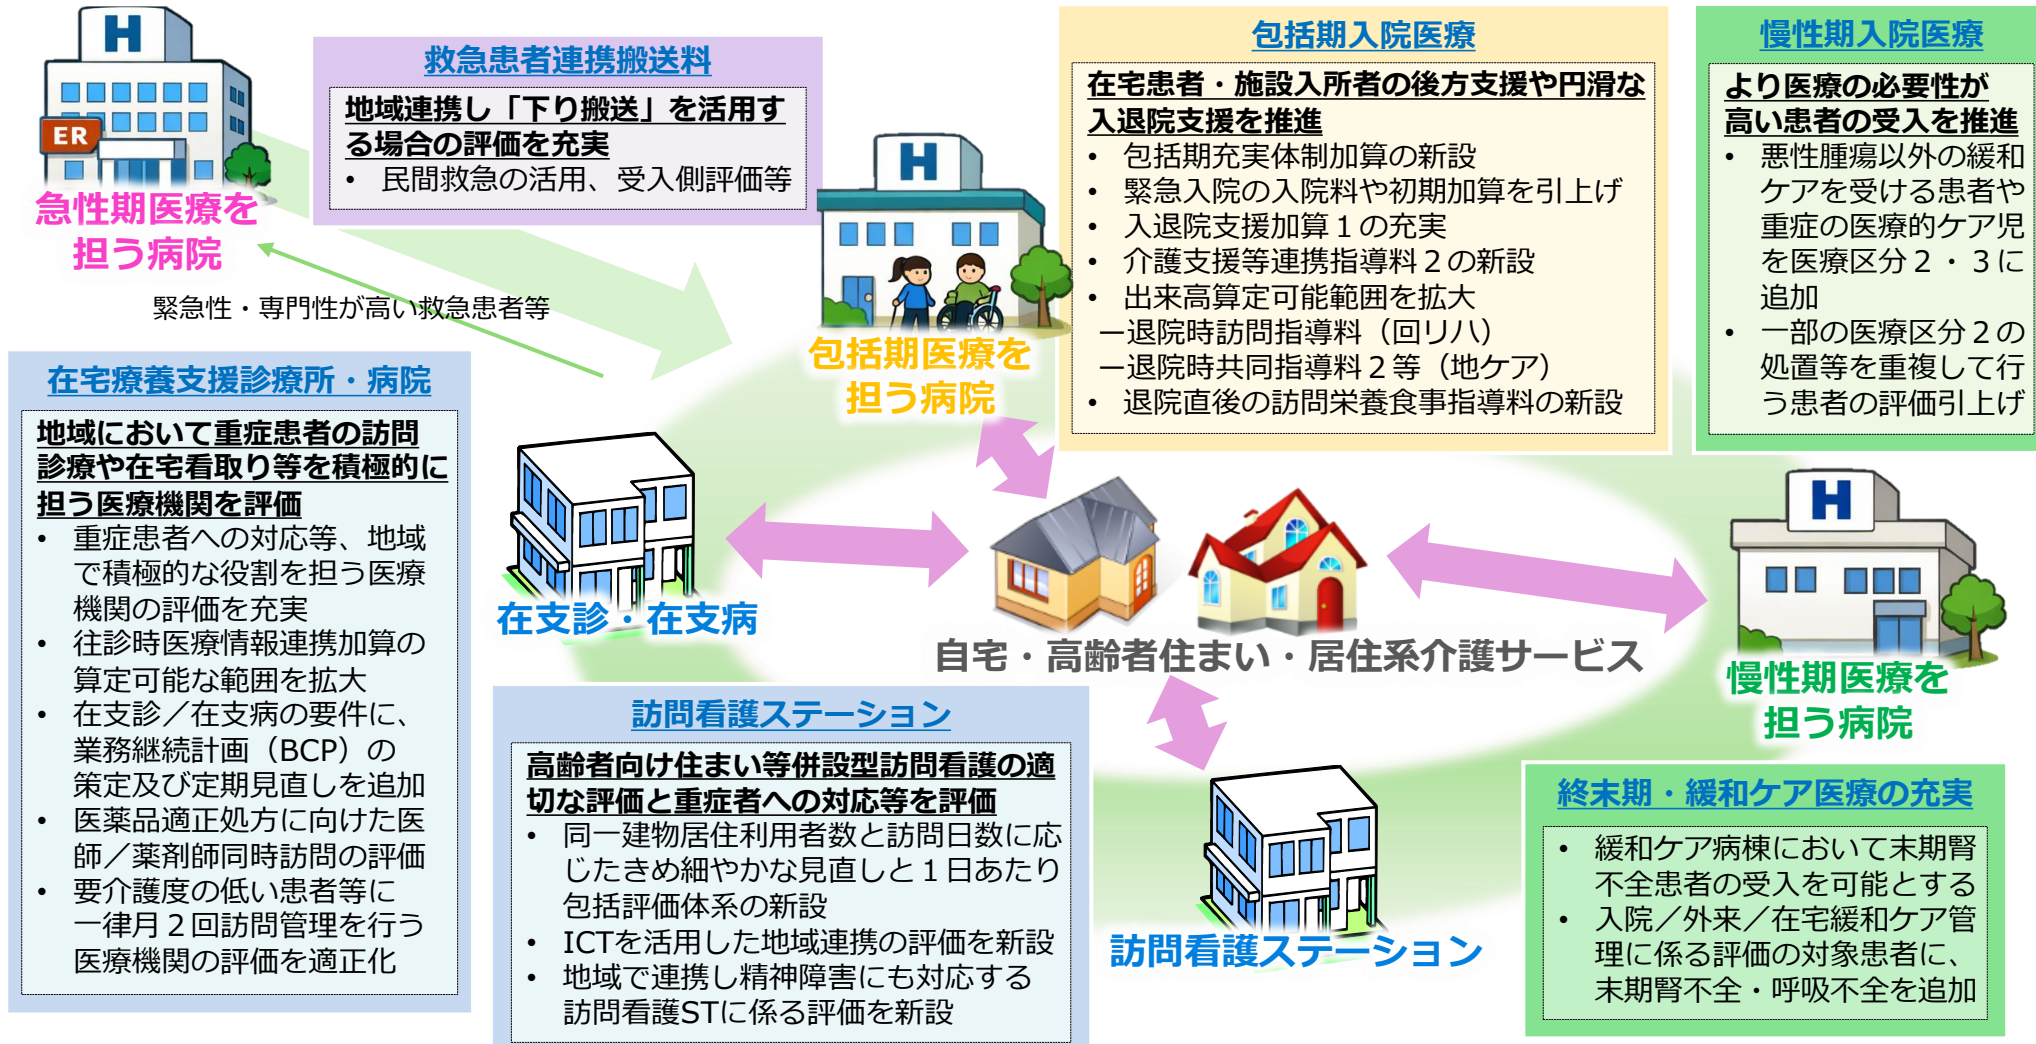 H
ER
急性期医療を
担う病院
救急患者連携搬送料
地域連携し「下り搬送」を活用す
る場合の評価を充実
• 民間救急の活用、受入側評価等
緊急性・専門性が高い救急患者等
H
包括期医療を
担う病院
包括期入院医療
在宅患者・施設入所者の後方支援や円滑な
入退院支援を推進
• 包括期充実体制加算の新設
• 緊急入院の入院料や初期加算を引上げ
• 入退院支援加算１の充実
• 介護支援等連携指導料２の新設
• 出来高算定可能範囲を拡大
ー退院時訪問指導料（回リハ）
ー退院時共同指導料２等（地ケア）
• 退院直後の訪問栄養食事指導料の新設
慢性期入院医療
より医療の必要性が
高い患者の受入を推進
• 悪性腫瘍以外の緩和
ケアを受ける患者や
重症の医療的ケア児
を医療区分２・３に
追加
• 一部の医療区分２の
処置等を重複して行
う患者の評価引上げ
在宅療養支援診療所・病院
地域において重症患者の訪問
診療や在宅看取り等を積極的に
担う医療機関を評価
• 重症患者への対応等、地域
で積極的な役割を担う医療
機関の評価を充実
• 往診時医療情報連携加算の
算定可能な範囲を拡大
• 在支診／在支病の要件に、
業務継続計画（BCP）の
策定及び定期見直しを追加
• 医薬品適正処方に向けた医
師／薬剤師同時訪問の評価
• 要介護度の低い患者等に
一律月２回訪問管理を行う
医療機関の評価を適正化
在支診・在支病
自宅・高齢者住まい・居住系介護サービス
H
慢性期医療を
担う病院
訪問看護ステーション
高齢者向け住まい等併設型訪問看護の適
切な評価と重症者への対応等を評価
• 同一建物居住利用者数と訪問日数に応
じたきめ細やかな見直しと１日あたり
包括評価体系の新設
• ICTを活用した地域連携の評価を新設
• 地域で連携し精神障害にも対応する
訪問看護STに係る評価を新設
訪問看護ステーション
終末期・緩和ケア医療の充実
• 緩和ケア病棟において末期腎
不全患者の受入を可能とする
• 入院／外来／在宅緩和ケア管
理に係る評価の対象患者に、
末期腎不全・呼吸不全を追加